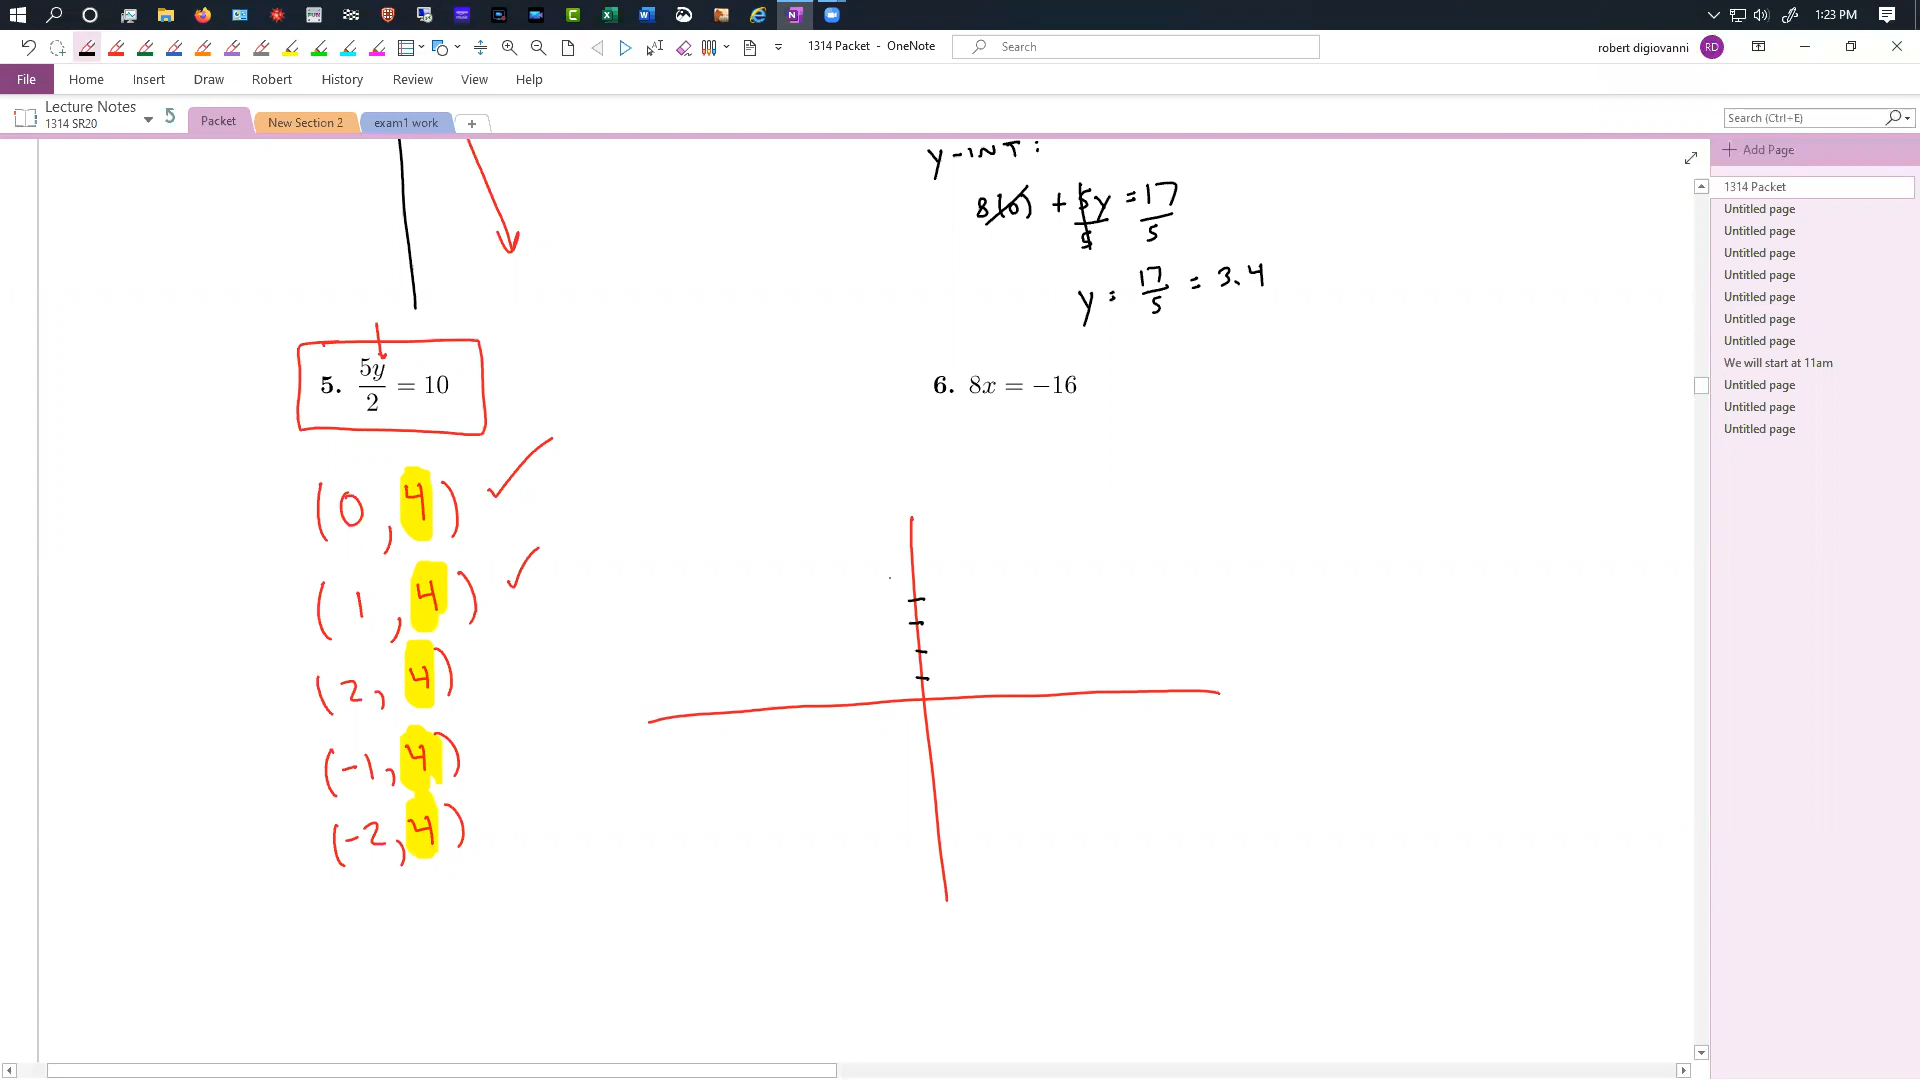 1:23 PM
1314 Packet - OneNote
Search
robert digiovanni
RD
File Home Insert Draw Robert History Review View Help
Lecture Notes
1314 SR20
Packet
New Section 2
exam1 work
Search (Ctrl+E)
Add Page
1314 Packet
Untitled page
Untitled page
Untitled page
Untitled page
Untitled page
Untitled page
Untitled page
We will start at 11am
Untitled page
Untitled page
Untitled page
y-INT:
8(0) + 5y/5 = 17/5
y = 17/5 = 3.4
5. 5y/2 = 10
6. 8x = −16
(0, 4) ✓
(1, 4) ✓
(2, 4)
(-1, 4)
(-2, 4)